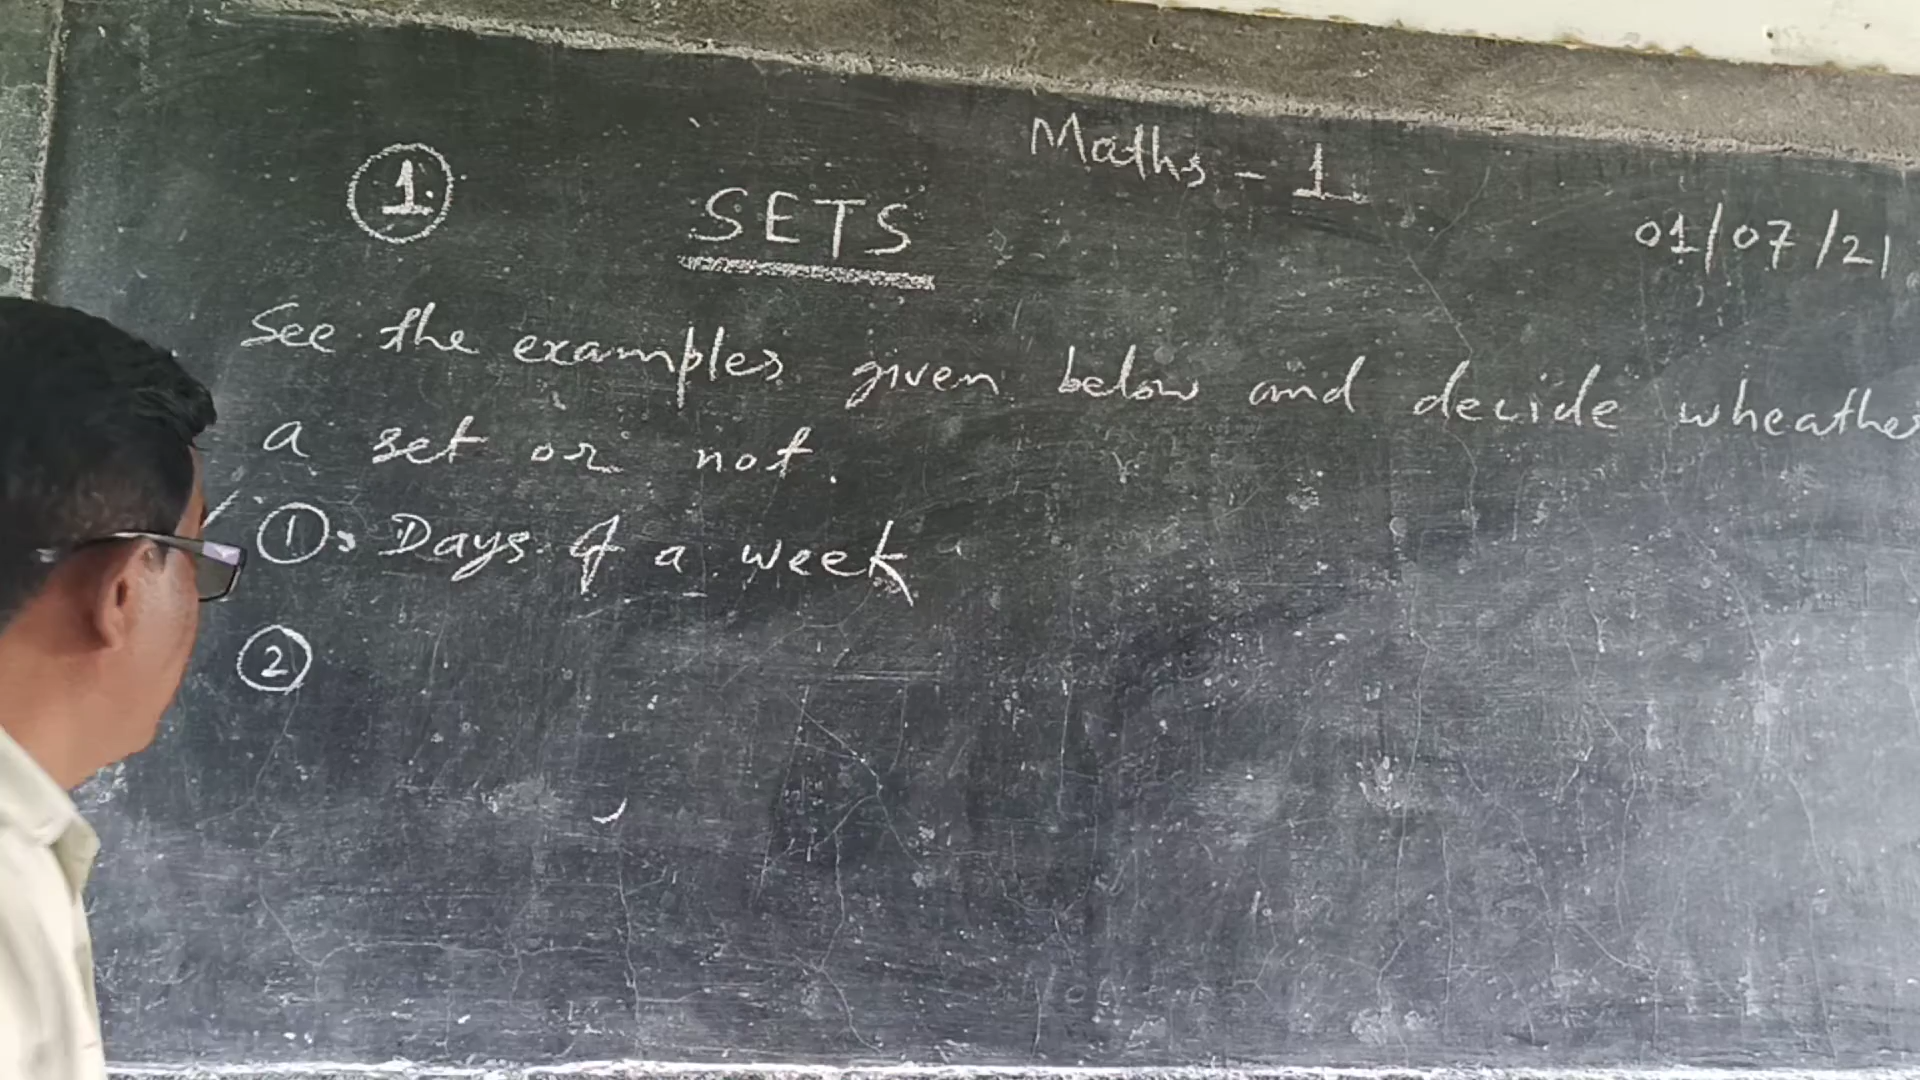 Maths - 1
① SETS
01/07/21
See the examples given below and decide wheather
a set or not.
① Days of a week
②